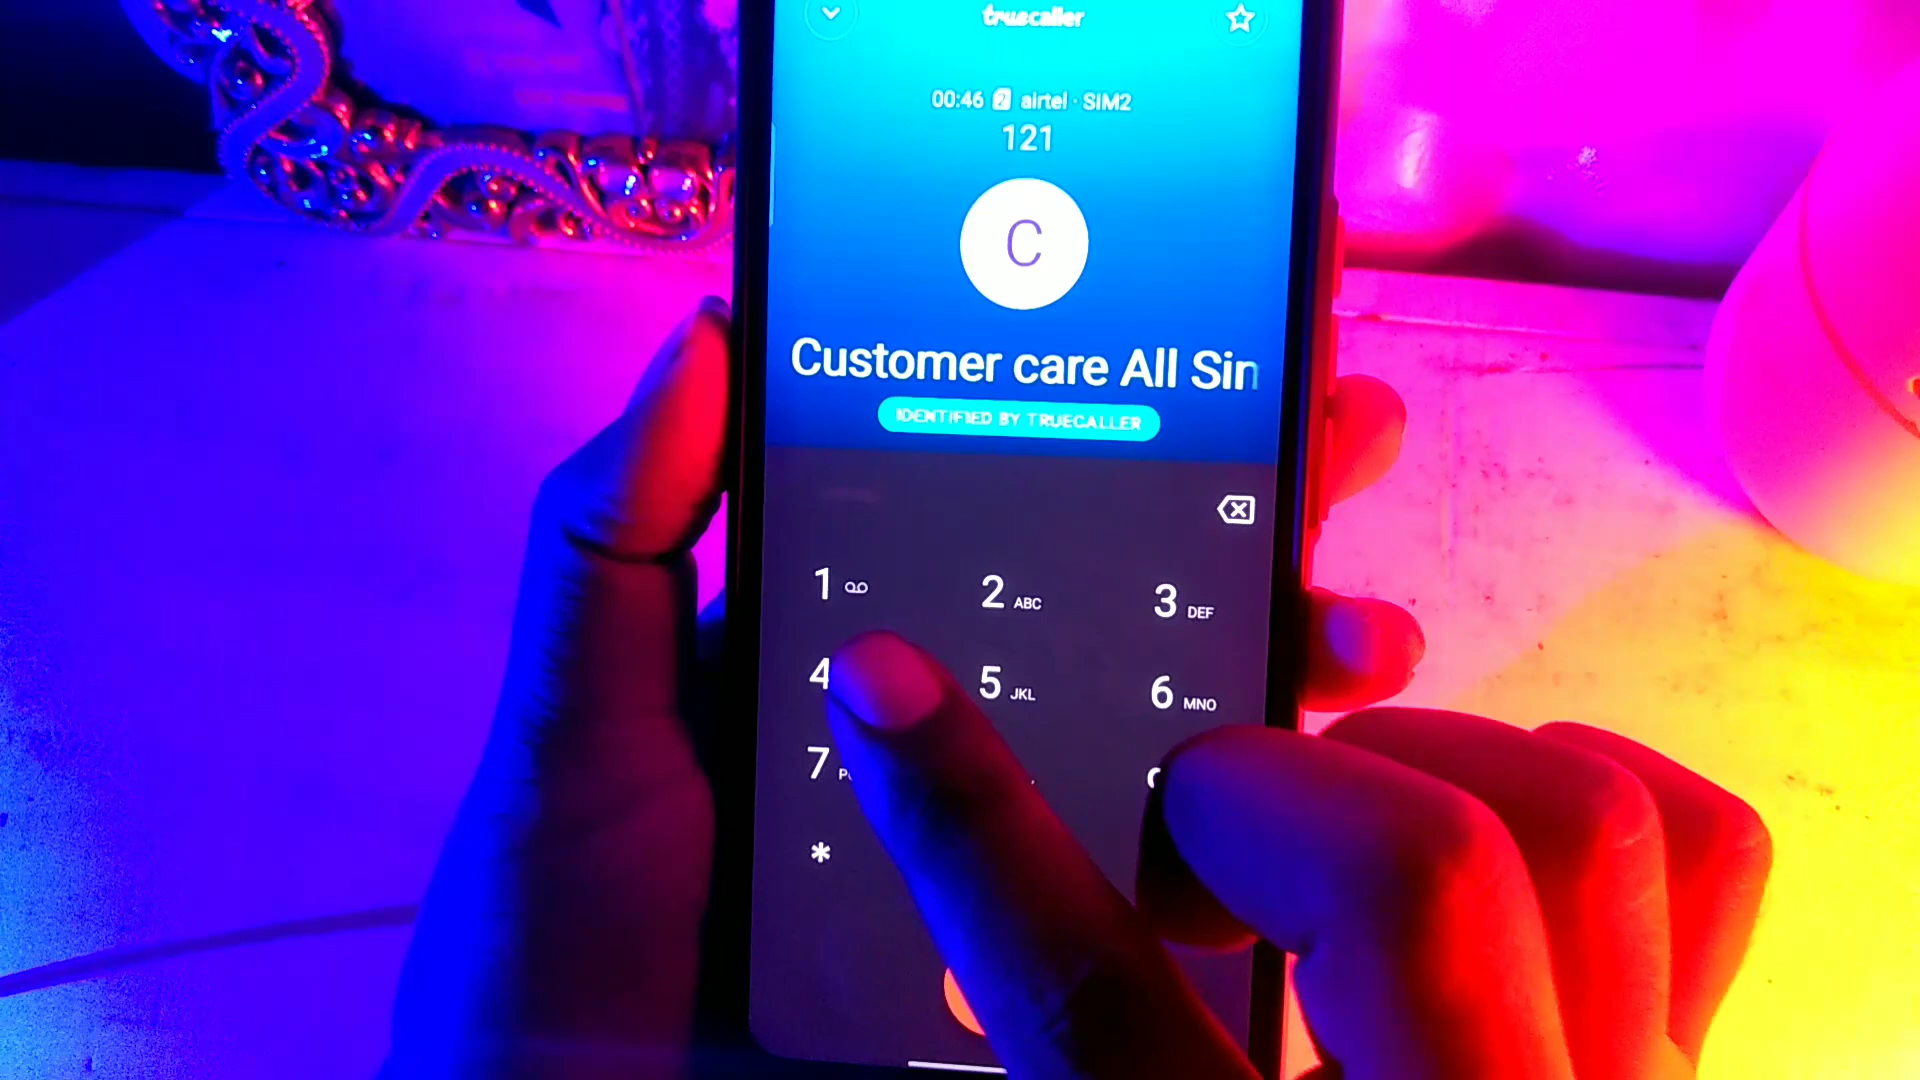 truecaller
00:46 2 airtel · SIM2
121
C
Customer care All Sin
IDENTIFIED BY TRUECALLER
1
2 ABC
3 DEF
4
5 JKL
6 MNO
7
*